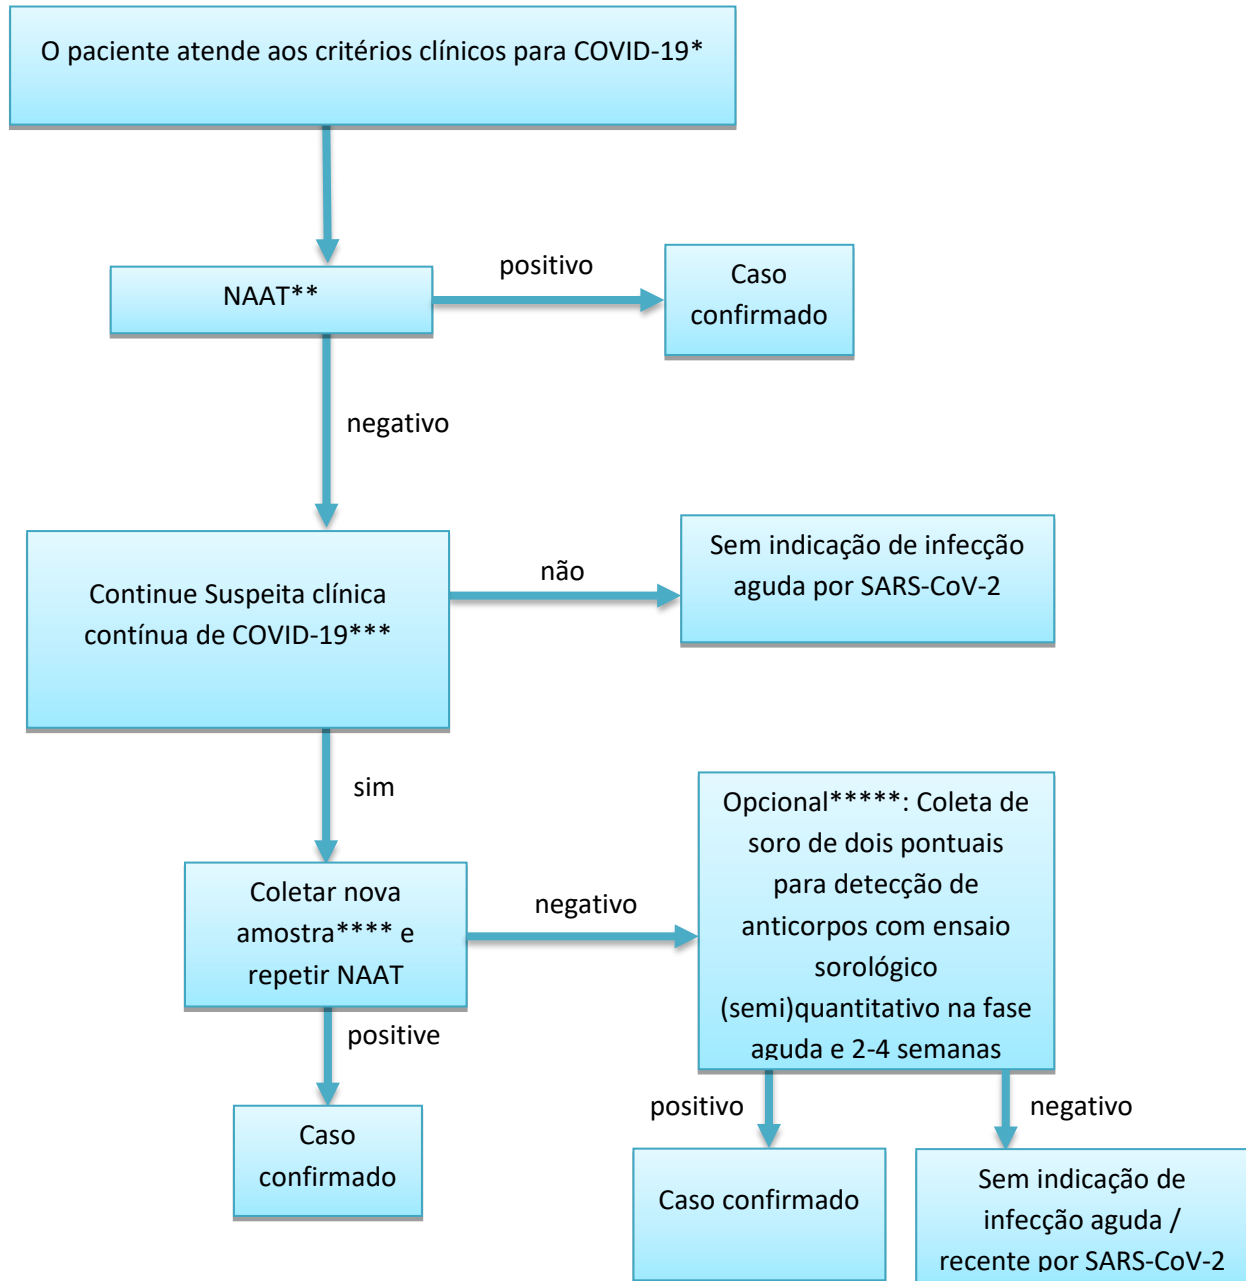 O paciente atende aos critérios clínicos para COVID-19*
NAAT**
positivo
Caso
confirmado
negativo
Continue Suspeita clínica
contínua de COVID-19***
não
Sem indicação de infecção
aguda por SARS-CoV-2
sim
Coletar nova
amostra**** e
repetir NAAT
negativo
Opcional*****: Coleta de
soro de dois pontuais
para detecção de
anticorpos com ensaio
sorológico
(semi)quantitativo na fase
aguda e 2-4 semanas
positive
Caso
confirmado
positivo
Caso confirmado
negativo
Sem indicação de
infecção aguda /
recente por SARS-CoV-2